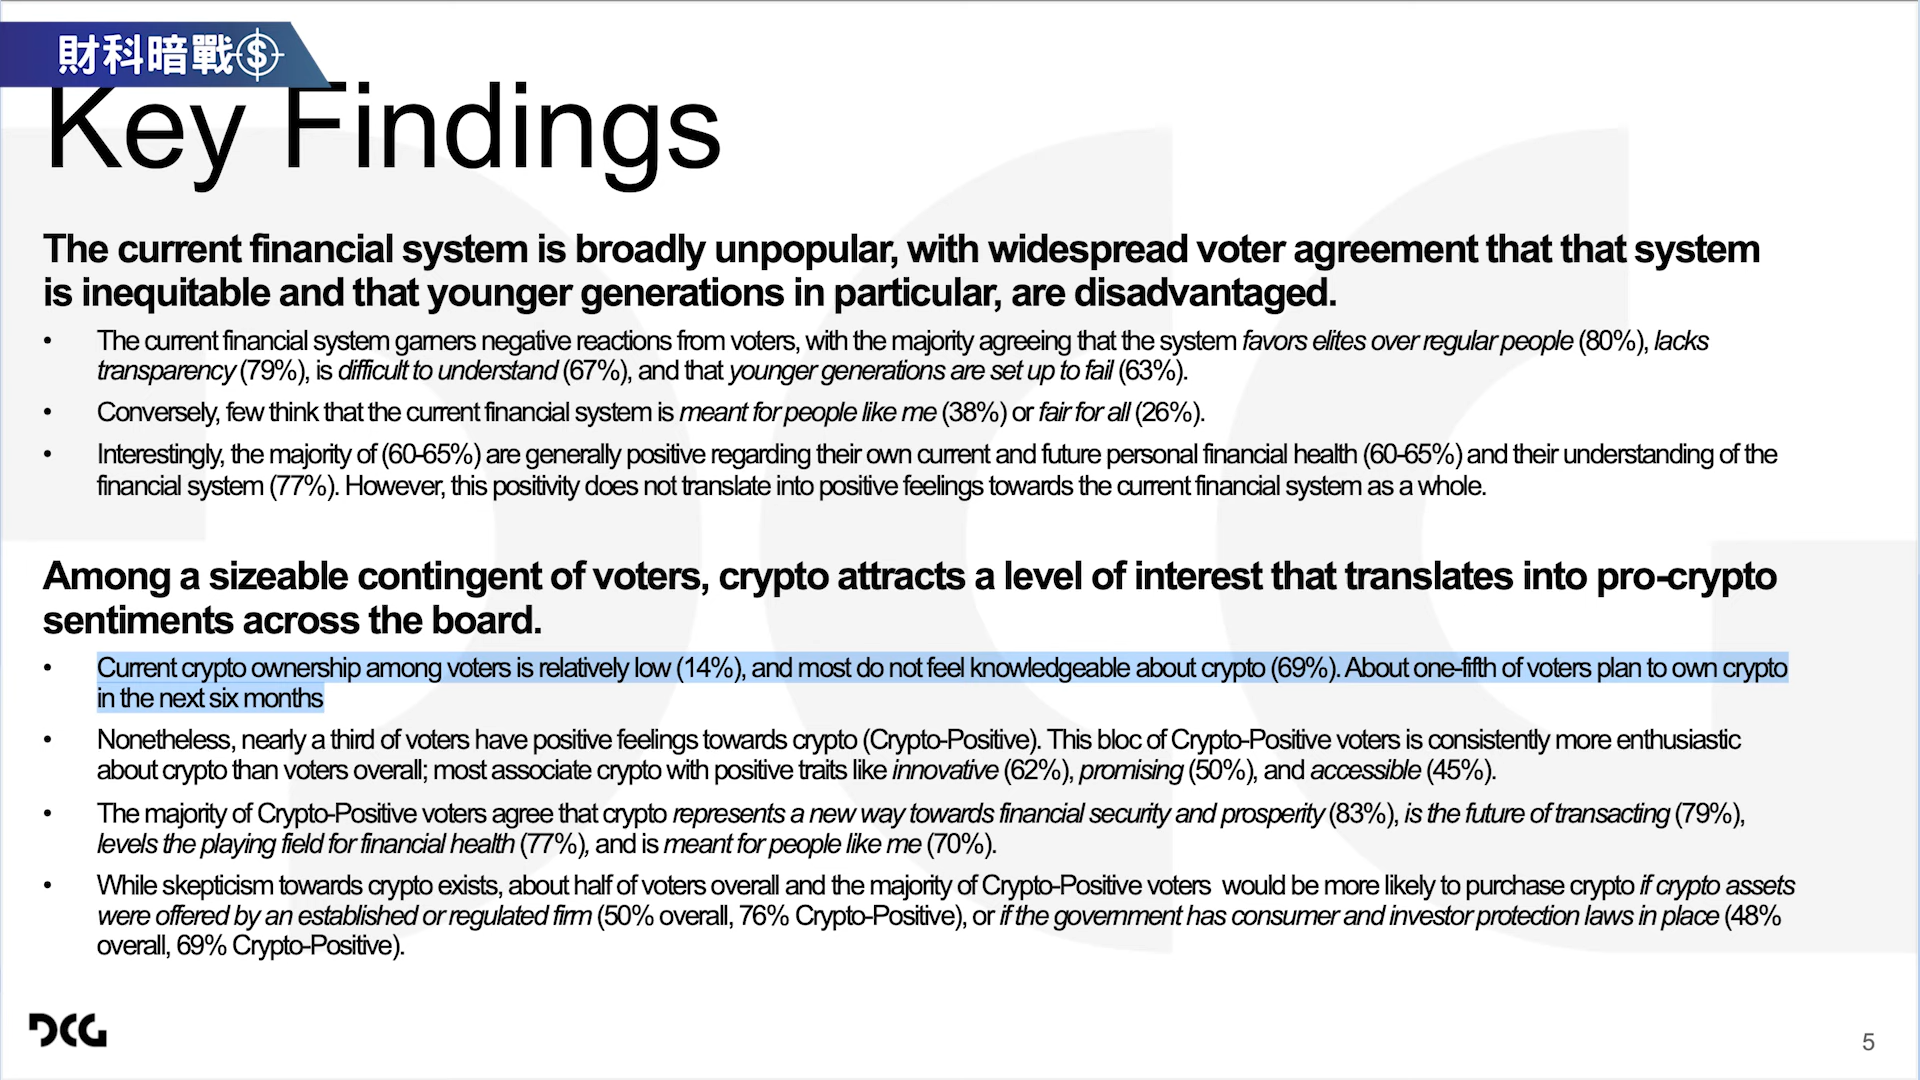 財科暗戰$
Key Findings
The current financial system is broadly unpopular, with widespread voter agreement that that system
is inequitable and that younger generations in particular, are disadvantaged.
• The current financial system garners negative reactions from voters, with the majority agreeing that the system favors elites over regular people (80%), lacks
transparency (79%), is difficult to understand (67%), and that younger generations are set up to fail (63%).
• Conversely, few think that the current financial system is meant for people like me (38%) or fair for all (26%).
• Interestingly, the majority of (60-65%) are generally positive regarding their own current and future personal financial health (60-65%) and their understanding of the
financial system (77%). However, this positivity does not translate into positive feelings towards the current financial system as a whole.
Among a sizeable contingent of voters, crypto attracts a level of interest that translates into pro-crypto
sentiments across the board.
• Current crypto ownership among voters is relatively low (14%), and most do not feel knowledgeable about crypto (69%). About one-fifth of voters plan to own crypto
in the next six months
• Nonetheless, nearly a third of voters have positive feelings towards crypto (Crypto-Positive). This bloc of Crypto-Positive voters is consistently more enthusiastic
about crypto than voters overall; most associate crypto with positive traits like innovative (62%), promising (50%), and accessible (45%).
• The majority of Crypto-Positive voters agree that crypto represents a new way towards financial security and prosperity (83%), is the future of transacting (79%),
levels the playing field for financial health (77%), and is meant for people like me (70%).
• While skepticism towards crypto exists, about half of voters overall and the majority of Crypto-Positive voters would be more likely to purchase crypto if crypto assets
were offered by an established or regulated firm (50% overall, 76% Crypto-Positive), or if the government has consumer and investor protection laws in place (48%
overall, 69% Crypto-Positive).
DCG
5